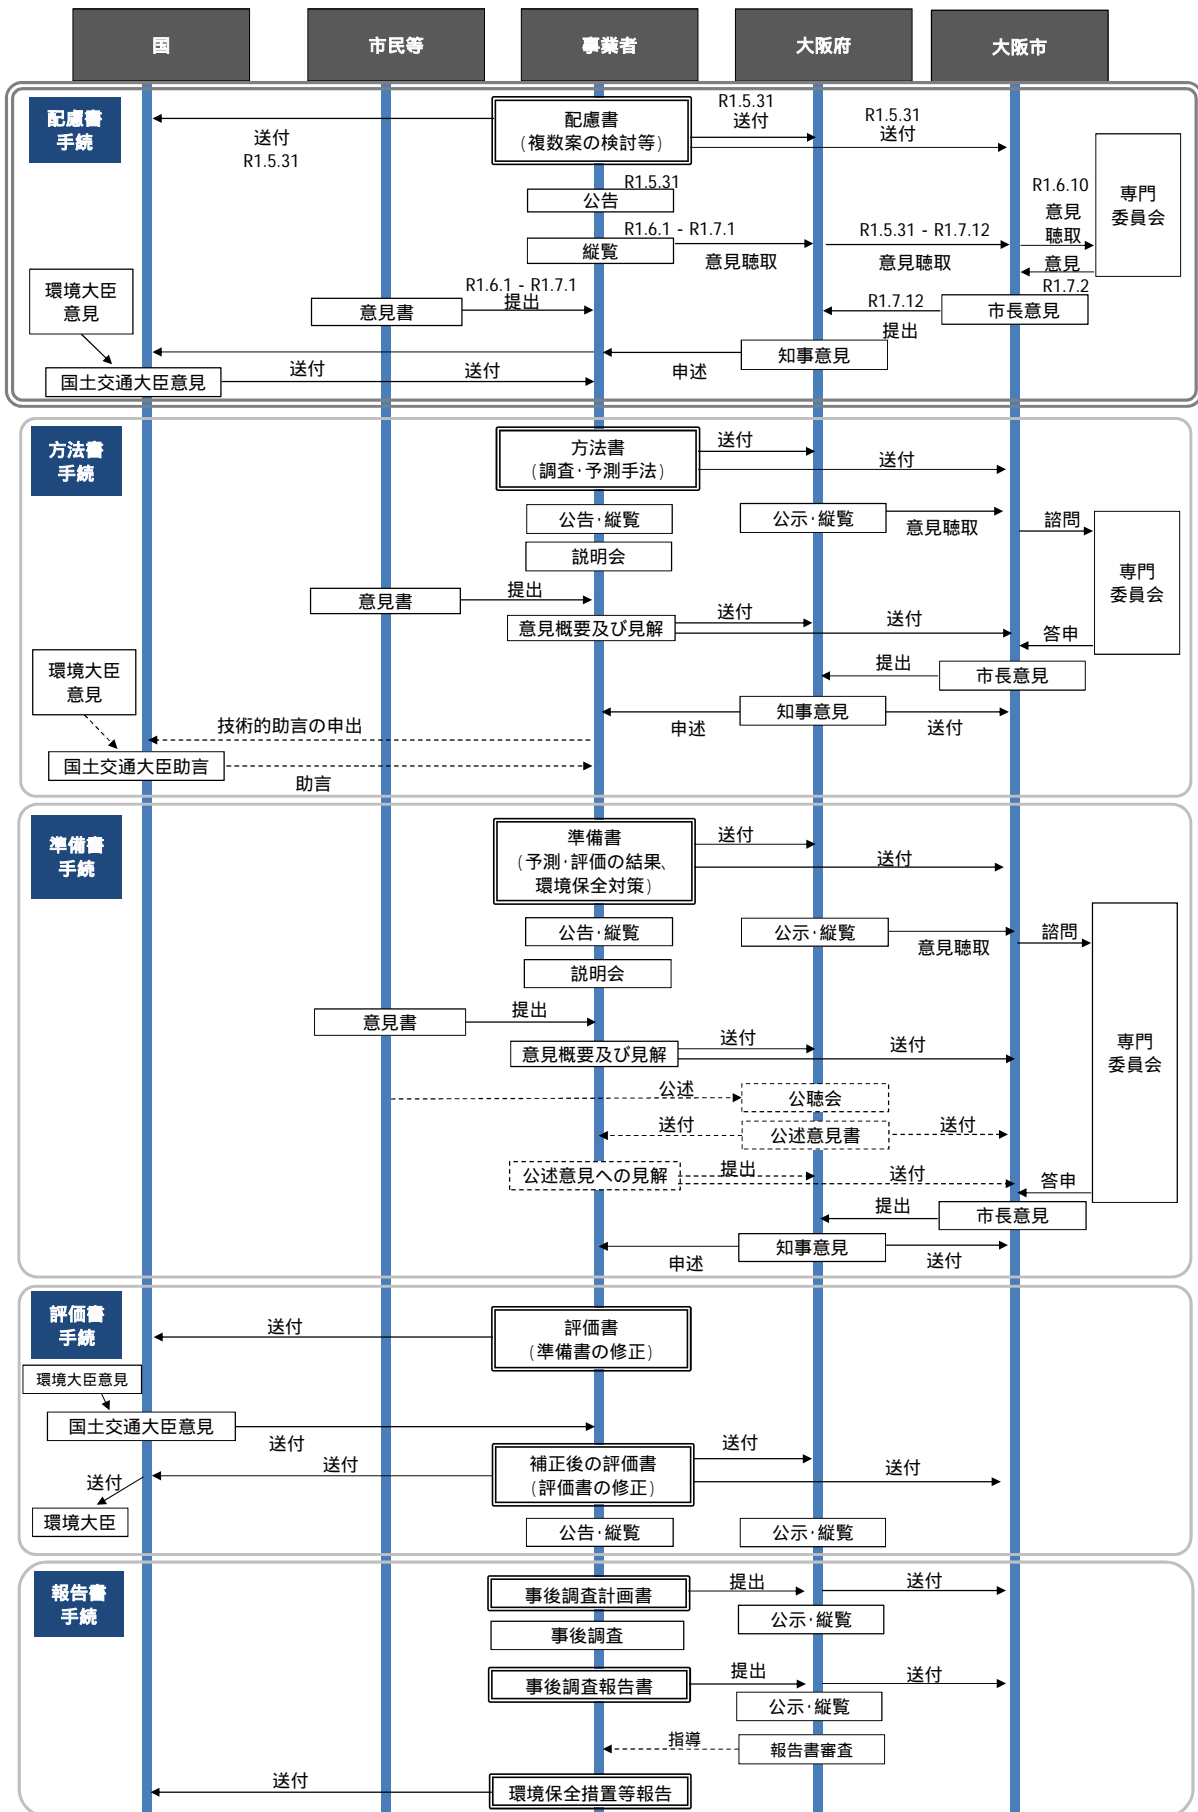 国
市民等
事業者
大阪府
大阪市
配慮書
手続
配慮書
(複数案の検討等)
送付
R1.5.31
R1.5.31
送付
R1.5.31
送付
公告
R1.5.31
縦覧
R1.6.1 - R1.7.1
意見聴取
R1.5.31 - R1.7.12
意見聴取
R1.6.10
意見
聴取
意見
R1.7.2
専門
委員会
環境大臣
意見
意見書
R1.6.1 - R1.7.1
提出
R1.7.12
提出
市長意見
知事意見
申述
国土交通大臣意見
送付
送付
方法書
手続
方法書
(調査・予測手法)
送付
送付
公告・縦覧
公示・縦覧
意見聴取
諮問
説明会
専門
委員会
意見書
提出
意見概要及び見解
送付
送付
答申
環境大臣
意見
提出
市長意見
技術的助言の申出
申述
知事意見
送付
国土交通大臣助言
助言
準備書
手続
準備書
(予測・評価の結果、
環境保全対策)
送付
送付
公告・縦覧
公示・縦覧
意見聴取
諮問
説明会
意見書
提出
意見概要及び見解
送付
送付
専門
委員会
公述
公聴会
送付
公述意見書
送付
公述意見への見解
提出
送付
答申
提出
市長意見
申述
知事意見
送付
評価書
手続
送付
評価書
(準備書の修正)
環境大臣意見
国土交通大臣意見
送付
送付
送付
補正後の評価書
(評価書の修正)
送付
送付
環境大臣
公告・縦覧
公示・縦覧
報告書
手続
事後調査計画書
提出
送付
公示・縦覧
事後調査
事後調査報告書
提出
送付
公示・縦覧
指導
報告書審査
送付
環境保全措置等報告